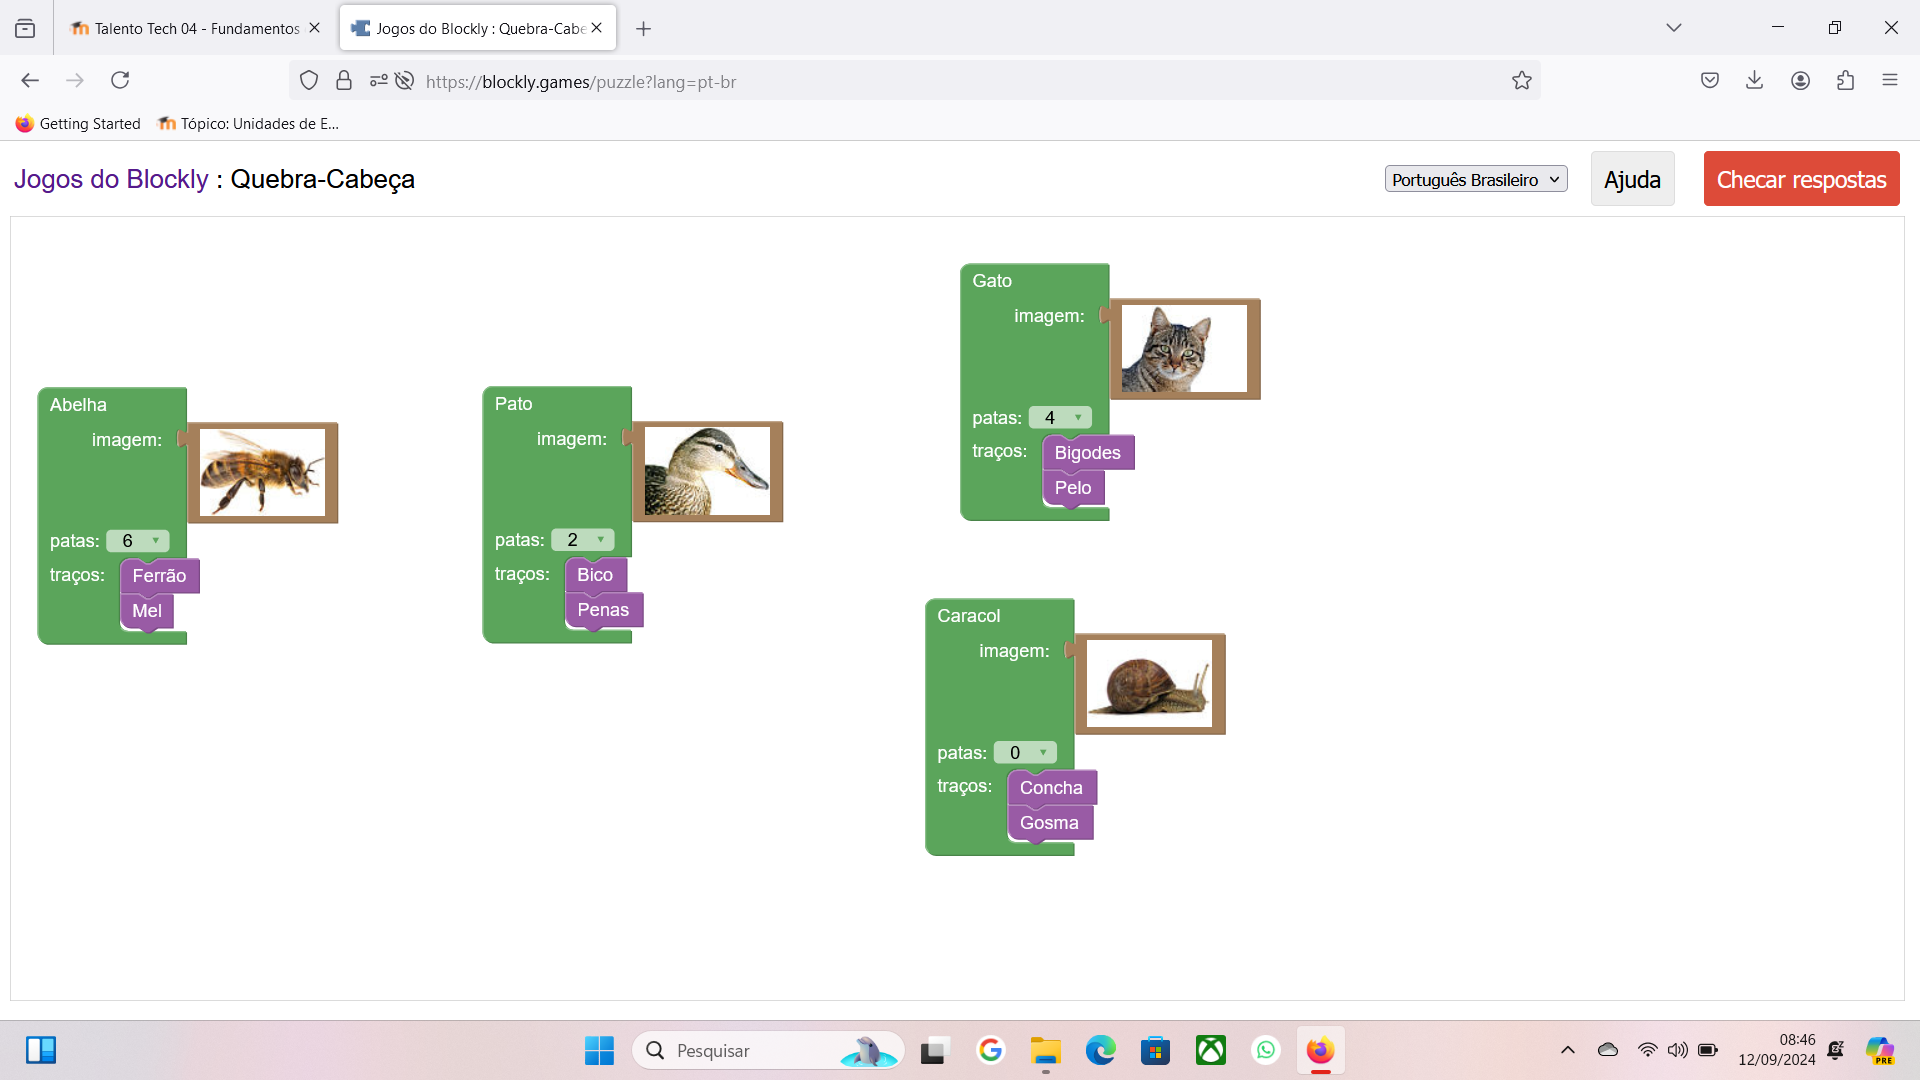 Talento Tech 04 - Fundamentos
Jogos do Blockly : Quebra-Cabe
https://blockly.games/puzzle?lang=pt-br
Getting Started
Tópico: Unidades de E...
Jogos do Blockly : Quebra-Cabeça
Português Brasileiro
Ajuda
Checar respostas
Abelha
imagem:
patas: 6
traços: Ferrão
Mel
Pato
imagem:
patas: 2
traços: Bico
Penas
Gato
imagem:
patas: 4
traços: Bigodes
Pelo
Caracol
imagem:
patas: 0
traços: Concha
Gosma
Pesquisar
08:46
12/09/2024
PRE